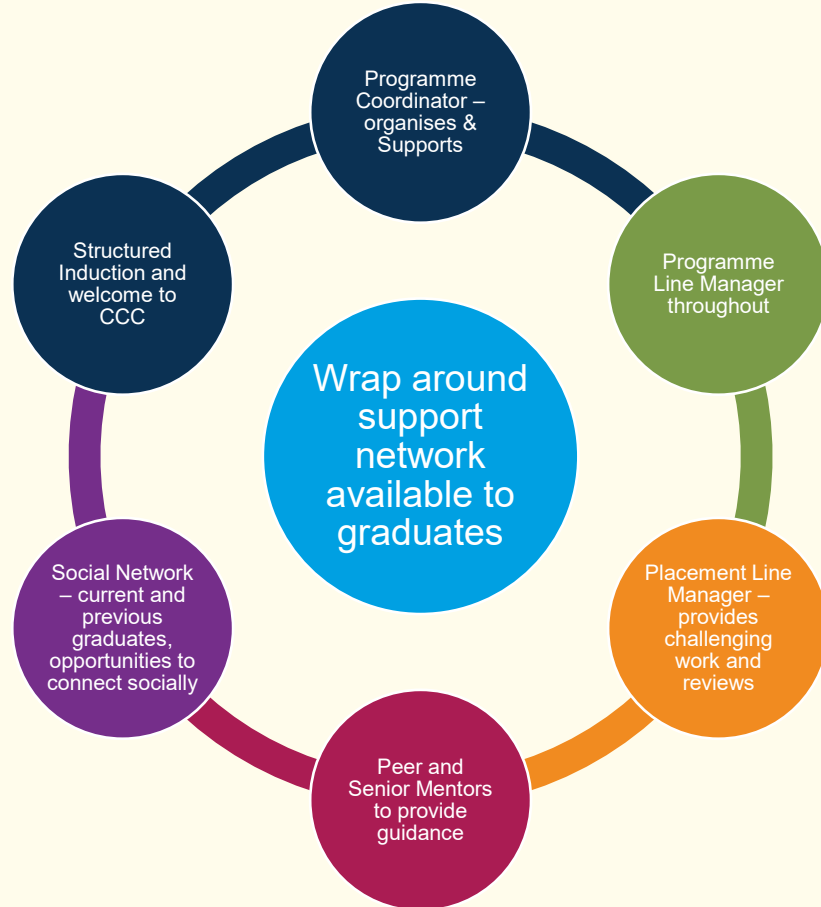 Programme
Coordinator –
organises &
Supports
Programme
Line Manager
throughout
Placement Line
Manager –
provides
challenging
work and
reviews
Peer and
Senior Mentors
to provide
guidance
Social Network
– current and
previous
graduates,
opportunities to
connect socially
Structured
Induction and
welcome to
CCC
Wrap around
support
network
available to
graduates